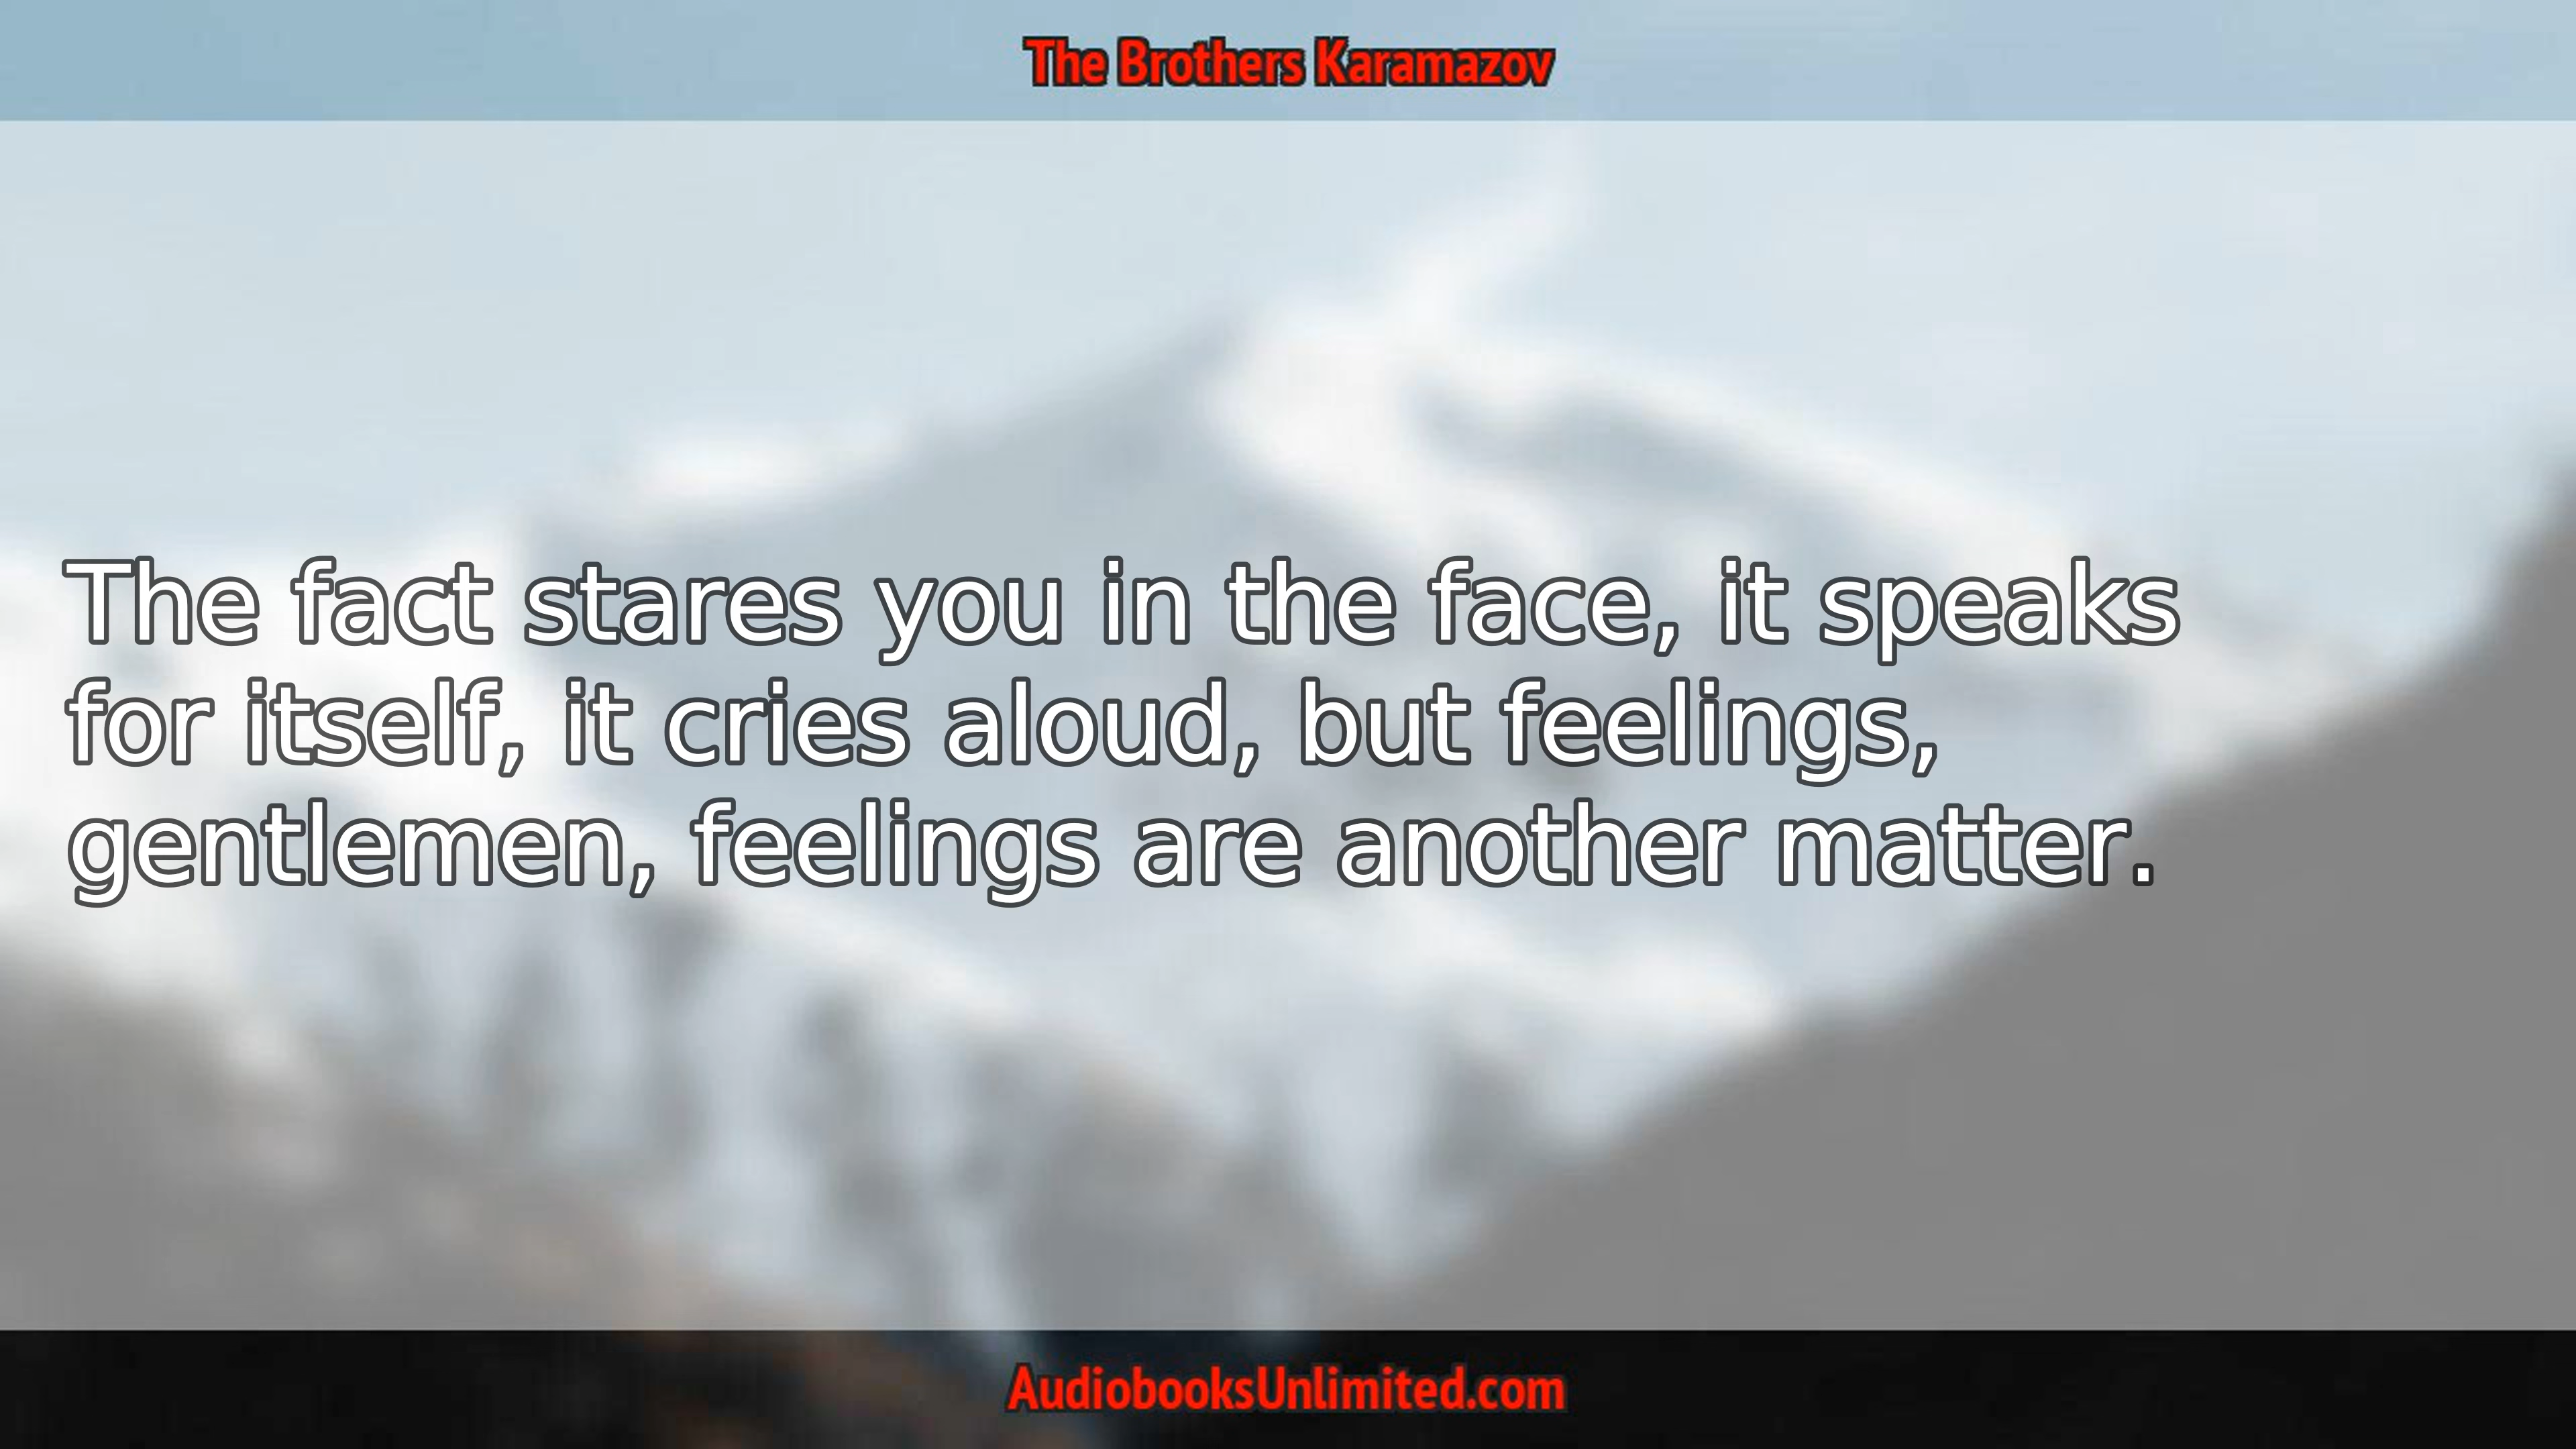 The Brothers Karamazov
The fact stares you in the face, it speaks
for itself, it cries aloud, but feelings,
gentlemen, feelings are another matter.
AudiobooksUnlimited.com